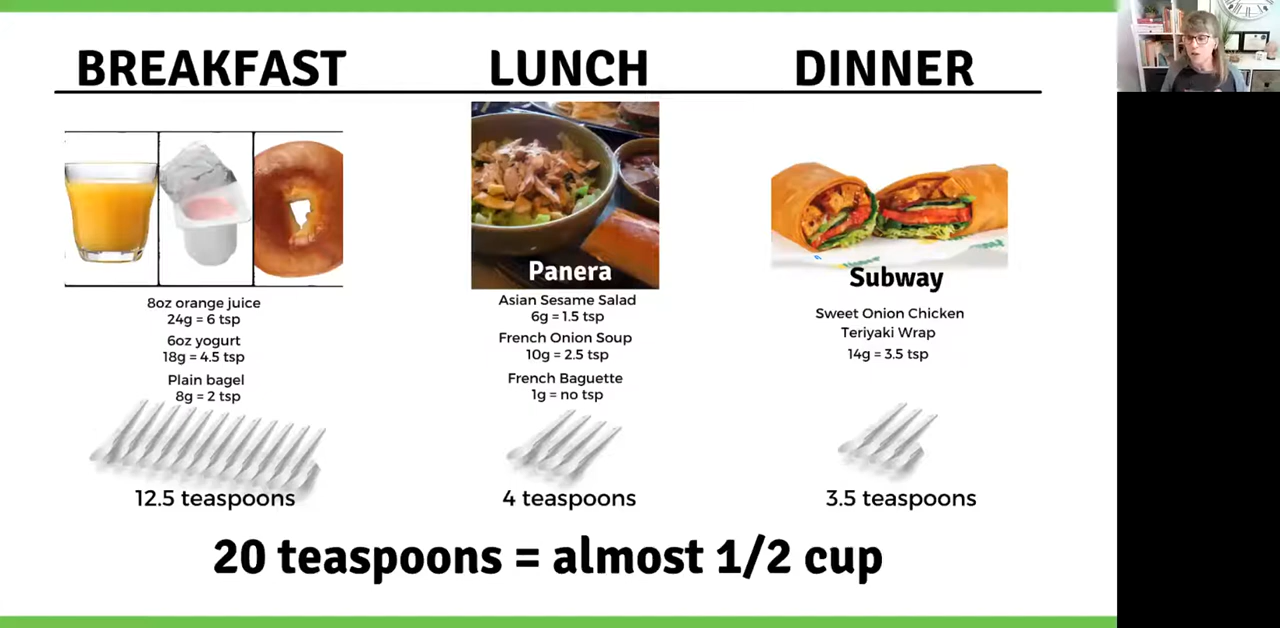 BREAKFAST
LUNCH
DINNER
8oz orange juice
24g = 6 tsp
6oz yogurt
18g = 4.5 tsp
Plain bagel
8g = 2 tsp
12.5 teaspoons
Panera
Asian Sesame Salad
6g = 1.5 tsp
French Onion Soup
10g = 2.5 tsp
French Baguette
1g = no tsp
4 teaspoons
Subway
Sweet Onion Chicken
Teriyaki Wrap
14g = 3.5 tsp
3.5 teaspoons
20 teaspoons = almost 1/2 cup